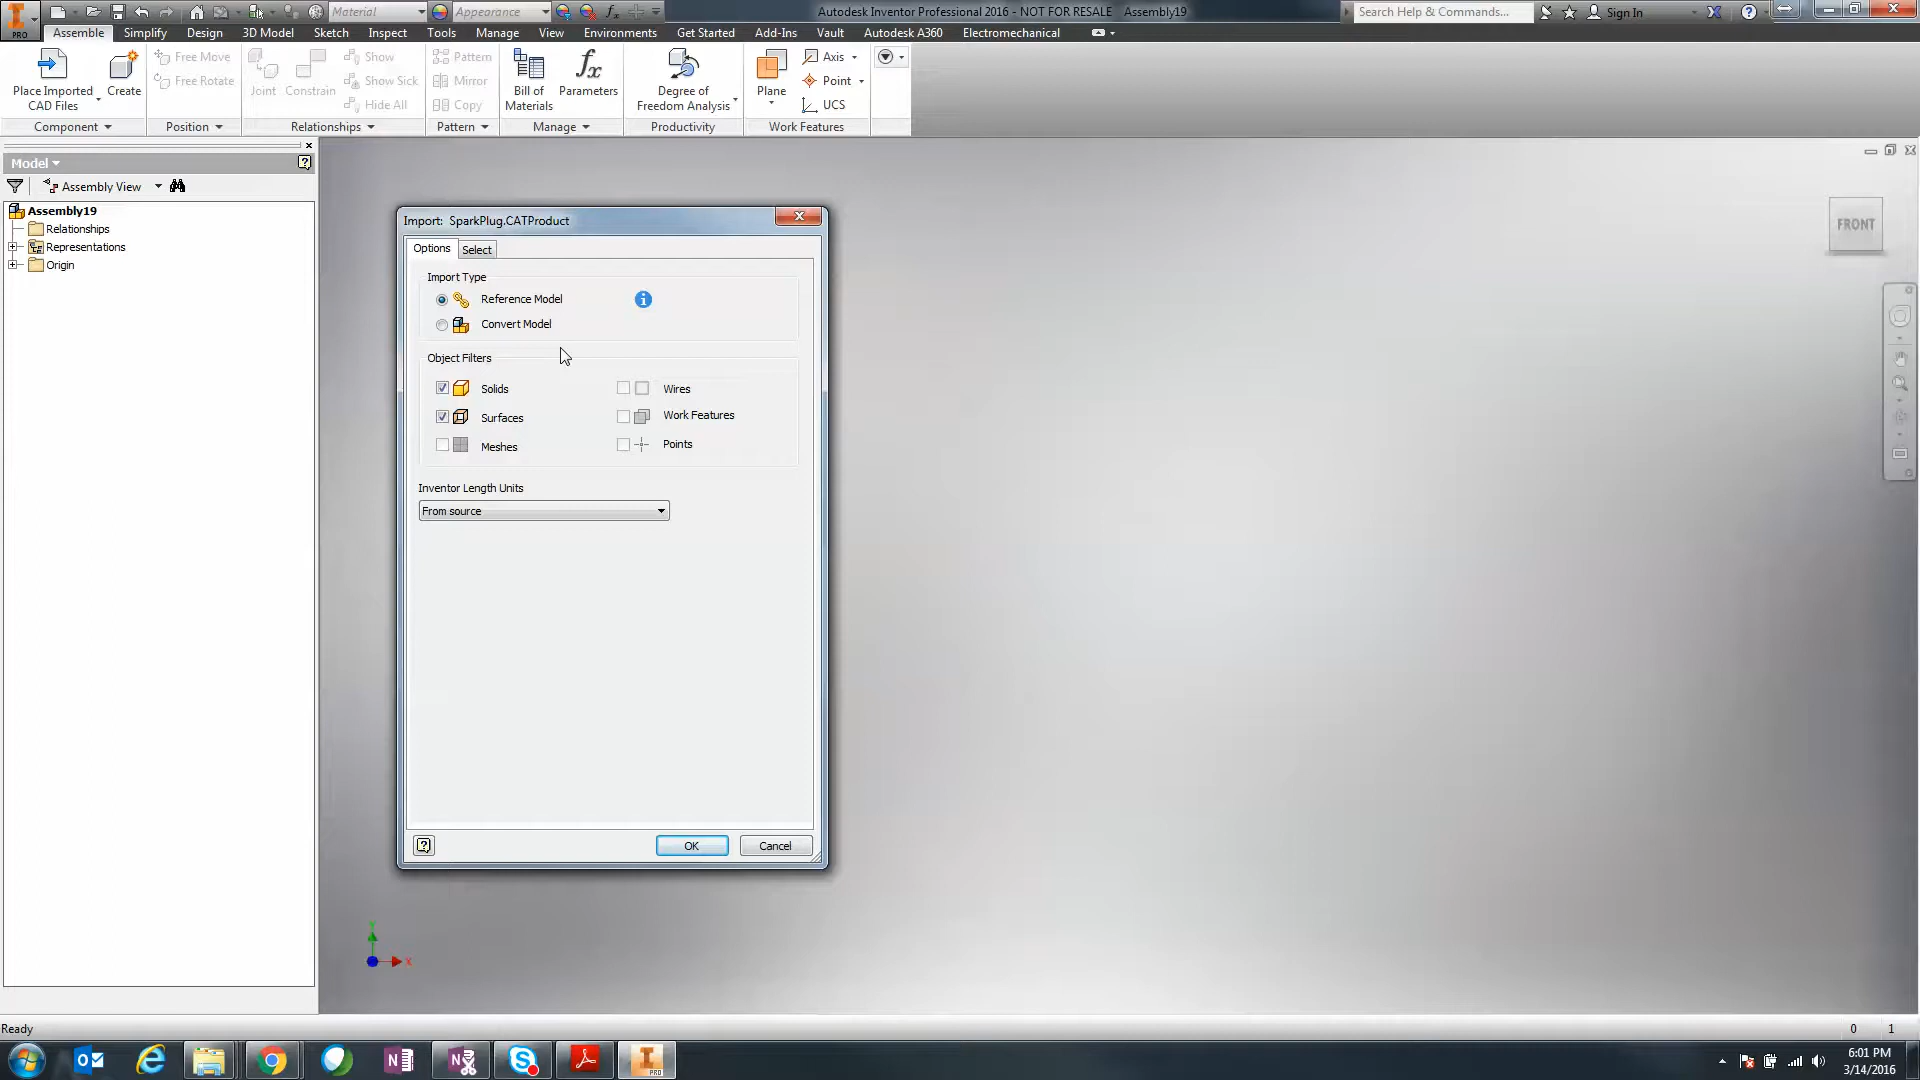 Material
Appearance
Autodesk Inventor Professional 2016 - NOT FOR RESALE Assembly19
Search Help & Commands...
Sign In
PRO
Assemble Simplify Design 3D Model Sketch Inspect Tools Manage View Environments Get Started Add-Ins Vault Autodesk A360 Electromechanical
Place Imported
CAD Files
Create
Free Move
Free Rotate
Joint
Constrain
Show
Show Sick
Hide All
Pattern
Mirror
Copy
Bill of
Materials
Parameters
Degree of
Freedom Analysis
Plane
Axis
Point
UCS
Component Position Relationships Pattern Manage Productivity Work Features
Model
Assembly View
Assembly19
Relationships
Representations
Origin
FRONT
Import: SparkPlug.CATProduct
Options Select
Import Type
Reference Model
Convert Model
Object Filters
Solids Wires
Surfaces Work Features
Meshes Points
Inventor Length Units
From source
OK Cancel
Y
X
Ready 0 1
6:01 PM
3/14/2016